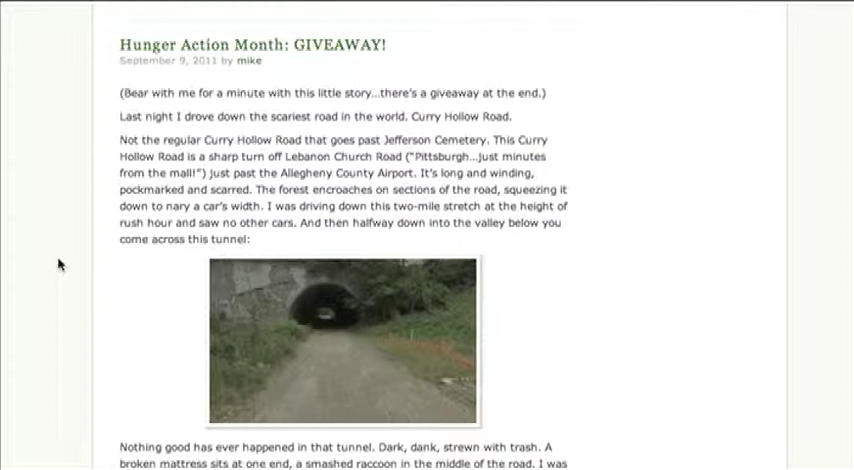 Hunger Action Month: GIVEAWAY!
September 9, 2011 by mike
(Bear with me for a minute with this little story...there's a giveaway at the end.)
Last night I drove down the scariest road in the world. Curry Hollow Road.
Not the regular Curry Hollow Road that goes past Jefferson Cemetery. This Curry
Hollow Road is a sharp turn off Lebanon Church Road ("Pittsburgh...just minutes
from the mall!") just past the Allegheny County Airport. It's long and winding,
pockmarked and scarred. The forest encroaches on sections of the road, squeezing it
down to nary a car's width. I was driving down this two-mile stretch at the height of
rush hour and saw no other cars. And then halfway down into the valley below you
come across this tunnel:
Nothing good has ever happened in that tunnel. Dark, dank, strewn with trash. A
broken mattress sits at one end, a smashed raccoon in the middle of the road. I was